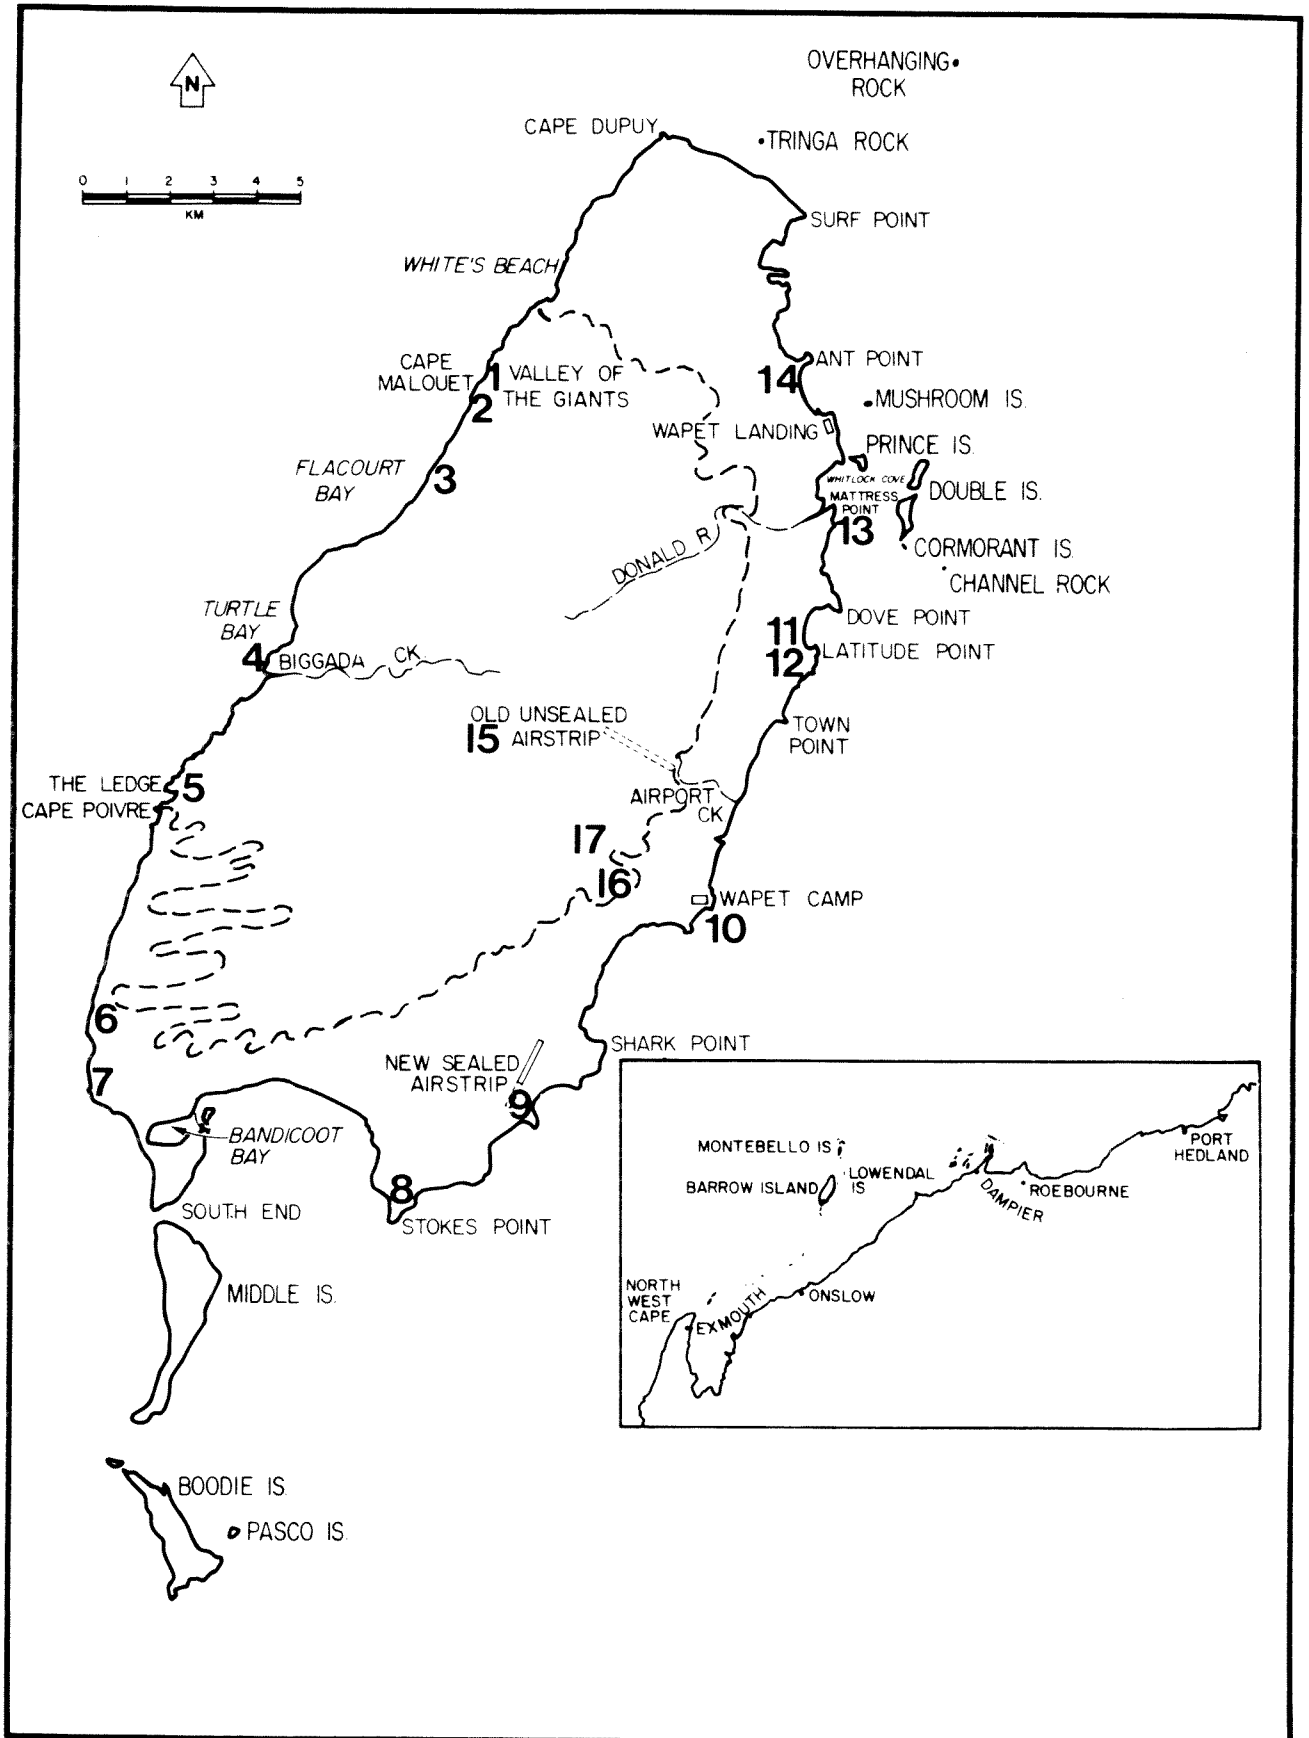 OVERHANGING
ROCK
N
CAPE DUPUY
TRINGA ROCK
0 1 2 3 4 5
KM
SURF POINT
WHITE'S BEACH
CAPE
MALOUET
1
VALLEY OF
THE GIANTS
2
ANT POINT
14
MUSHROOM IS.
WAPET LANDING
PRINCE IS.
FLACOURT
BAY
3
WHITLOCK COVE
MATTRESS
POINT
DOUBLE IS.
13
CORMORANT IS.
CHANNEL ROCK
DONALD R
TURTLE
BAY
DOVE POINT
11
4
BIGGADA CK.
12
LATITUDE POINT
OLD UNSEALED
AIRSTRIP
15
TOWN
POINT
THE LEDGE
5
CAPE POIVRE
AIRPORT
CK
17
16
WAPET CAMP
10
6
SHARK POINT
7
NEW SEALED
AIRSTRIP
9
BANDICOOT
BAY
8
SOUTH END
STOKES POINT
MIDDLE IS.
BOODIE IS.
PASCO IS.
MONTEBELLO IS
LOWENDAL
IS
BARROW ISLAND
DAMPIER
ROEBOURNE
PORT
HEDLAND
NORTH
WEST
CAPE
EXMOUTH
ONSLOW